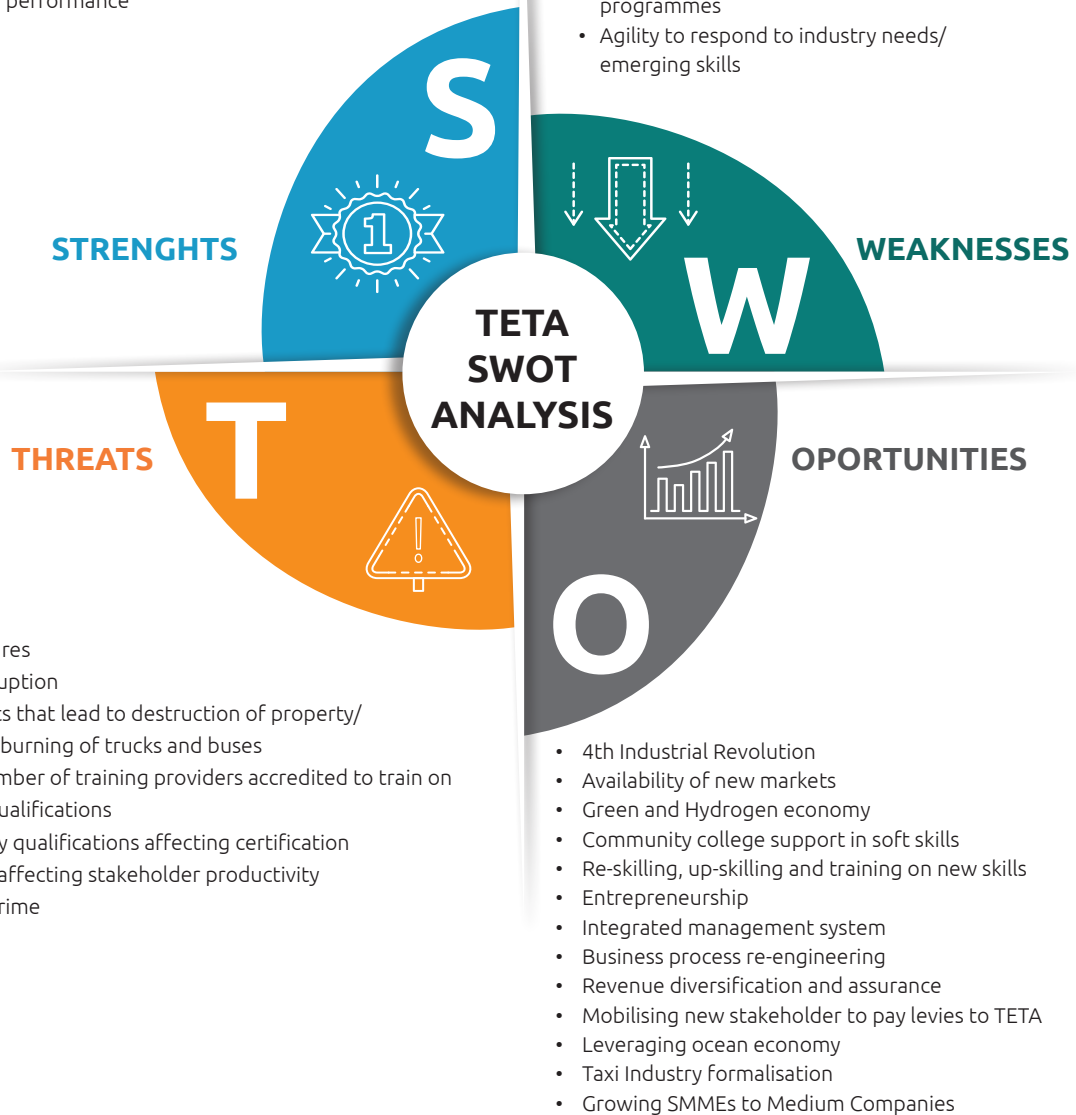 performance
programmes
• Agility to respond to industry needs/
emerging skills
S
1
STRENGHTS
W
WEAKNESSES
TETA
SWOT
ANALYSIS
T
THREATS
!
O
OPORTUNITIES
that lead to destruction of property/
burning of trucks and buses
of training providers accredited to train on
qualifications affecting certification
affecting stakeholder productivity
• 4th Industrial Revolution
• Availability of new markets
• Green and Hydrogen economy
• Community college support in soft skills
• Re-skilling, up-skilling and training on new skills
• Entrepreneurship
• Integrated management system
• Business process re-engineering
• Revenue diversification and assurance
• Mobilising new stakeholder to pay levies to TETA
• Leveraging ocean economy
• Taxi Industry formalisation
• Growing SMMEs to Medium Companies